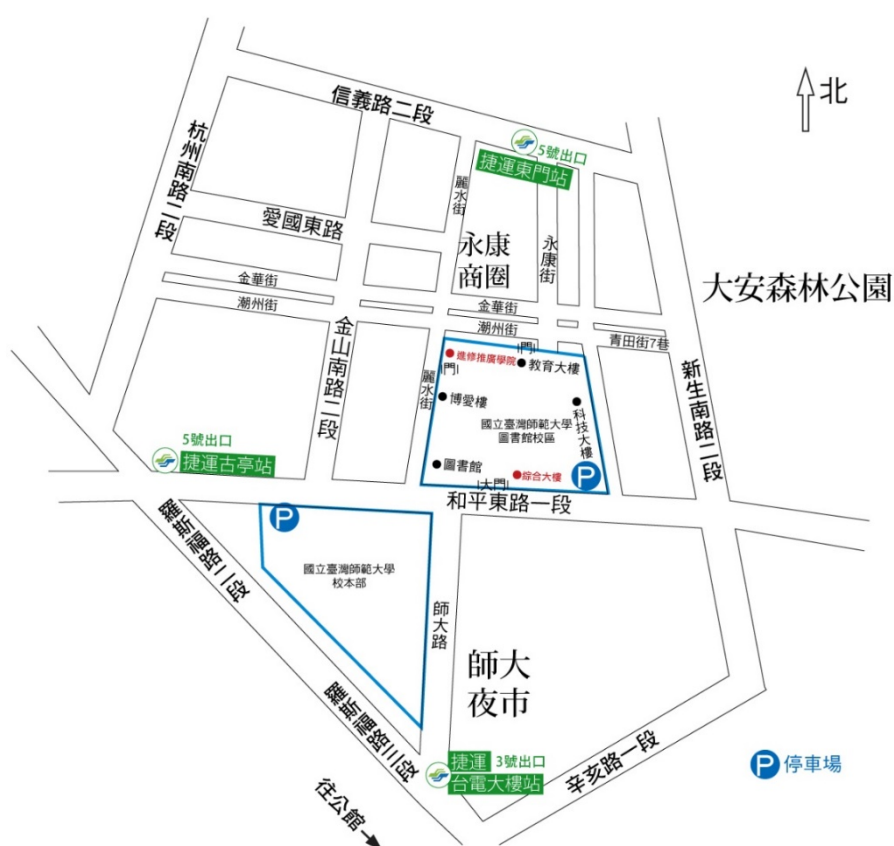 信義路二段
北
5號出口
捷運東門站
杭州南路二段
麗水街
愛國東路
永康
商圈
永康街
大安森林公園
金華街
金華街
潮州街
潮州街
青田街7巷
金山南路二段
門
進修推廣學院
門
教育大樓
麗水街
博愛樓
國立臺灣師範大學
圖書館校區
科技大樓
新生南路二段
5號出口
捷運古亭站
圖書館
綜合大樓
P
大門
和平東路一段
P
羅斯福路二段
國立臺灣師範大學
校本部
師大路
師大
夜市
羅斯福路三段
捷運 3號出口
台電大樓站
辛亥路一段
P 停車場
往公館